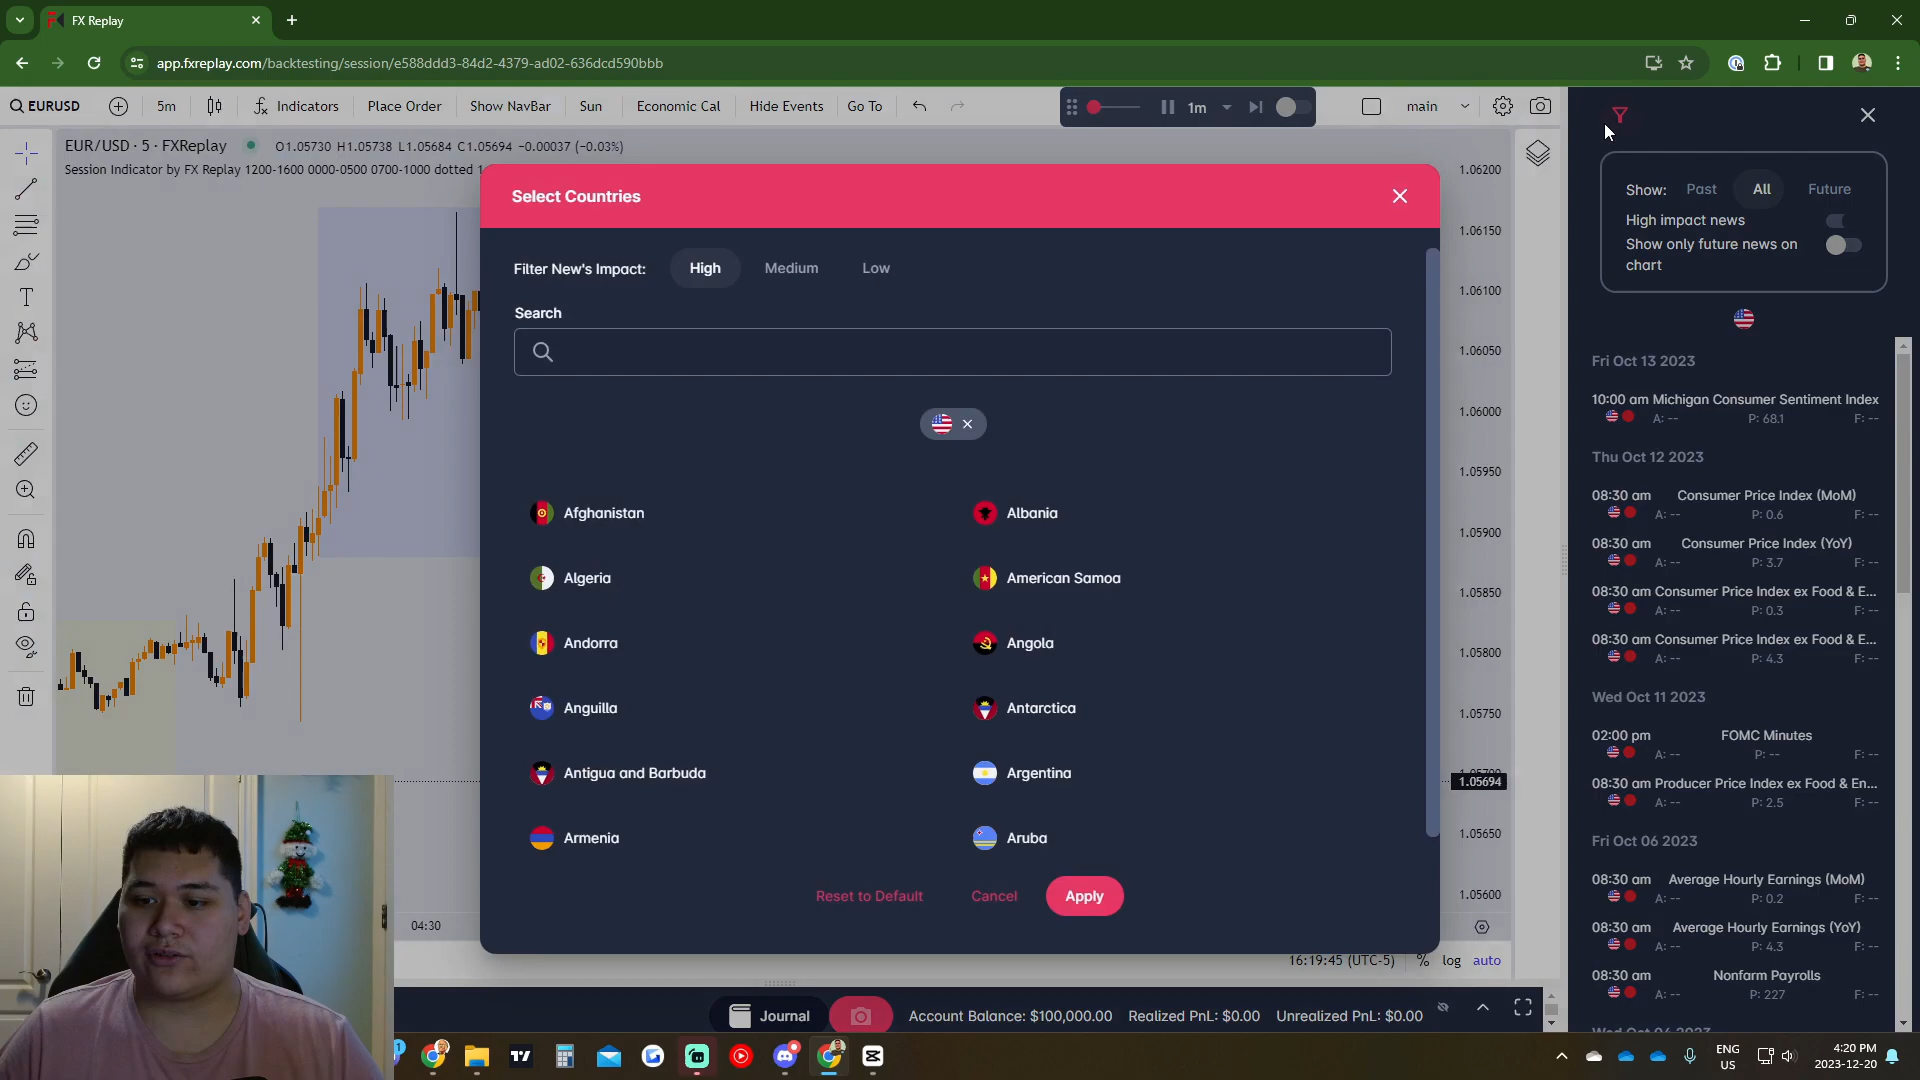 FX Replay
app.fxreplay.com/backtesting/session/e588ddd3-84d2-4379-ad02-636dcd590bbb
EURUSD
5m
Indicators
Place Order
Show NavBar
Sun
Economic Cal
Hide Events
Go To
1m
main
EUR/USD · 5 · FXReplay
O1.05730 H1.05738 L1.05684 C1.05694 −0.00037 (−0.03%)
Session Indicator by FX Replay 1200-1600 0000-0500 0700-1000 dotted 1
Select Countries
Filter New's Impact:
High
Medium
Low
Search
Afghanistan
Albania
Algeria
American Samoa
Andorra
Angola
Anguilla
Antarctica
Antigua and Barbuda
Argentina
Armenia
Aruba
Reset to Default
Cancel
Apply
1.06200
1.06150
1.06100
1.06050
1.06000
1.05950
1.05900
1.05850
1.05800
1.05750
1.05694
1.05650
1.05600
04:30
16:19:45 (UTC-5)
%
log
auto
Show:
Past
All
Future
High impact news
Show only future news on
chart
Fri Oct 13 2023
10:00 am Michigan Consumer Sentiment Index
A: -- P: 68.1 F: --
Thu Oct 12 2023
08:30 am Consumer Price Index (MoM)
A: -- P: 0.6 F: --
08:30 am Consumer Price Index (YoY)
A: -- P: 3.7 F: --
08:30 am Consumer Price Index ex Food & E...
A: -- P: 0.3 F: --
08:30 am Consumer Price Index ex Food & E...
A: -- P: 4.3 F: --
Wed Oct 11 2023
02:00 pm FOMC Minutes
A: -- P: -- F: --
08:30 am Producer Price Index ex Food & En...
A: -- P: 2.5 F: --
Fri Oct 06 2023
08:30 am Average Hourly Earnings (MoM)
A: -- P: 0.2 F: --
08:30 am Average Hourly Earnings (YoY)
A: -- P: 4.3 F: --
08:30 am Nonfarm Payrolls
A: -- P: 227 F: --
Wed Oct 04 2023
Journal
Account Balance: $100,000.00
Realized PnL: $0.00
Unrealized PnL: $0.00
ENG
US
4:20 PM
2023-12-20